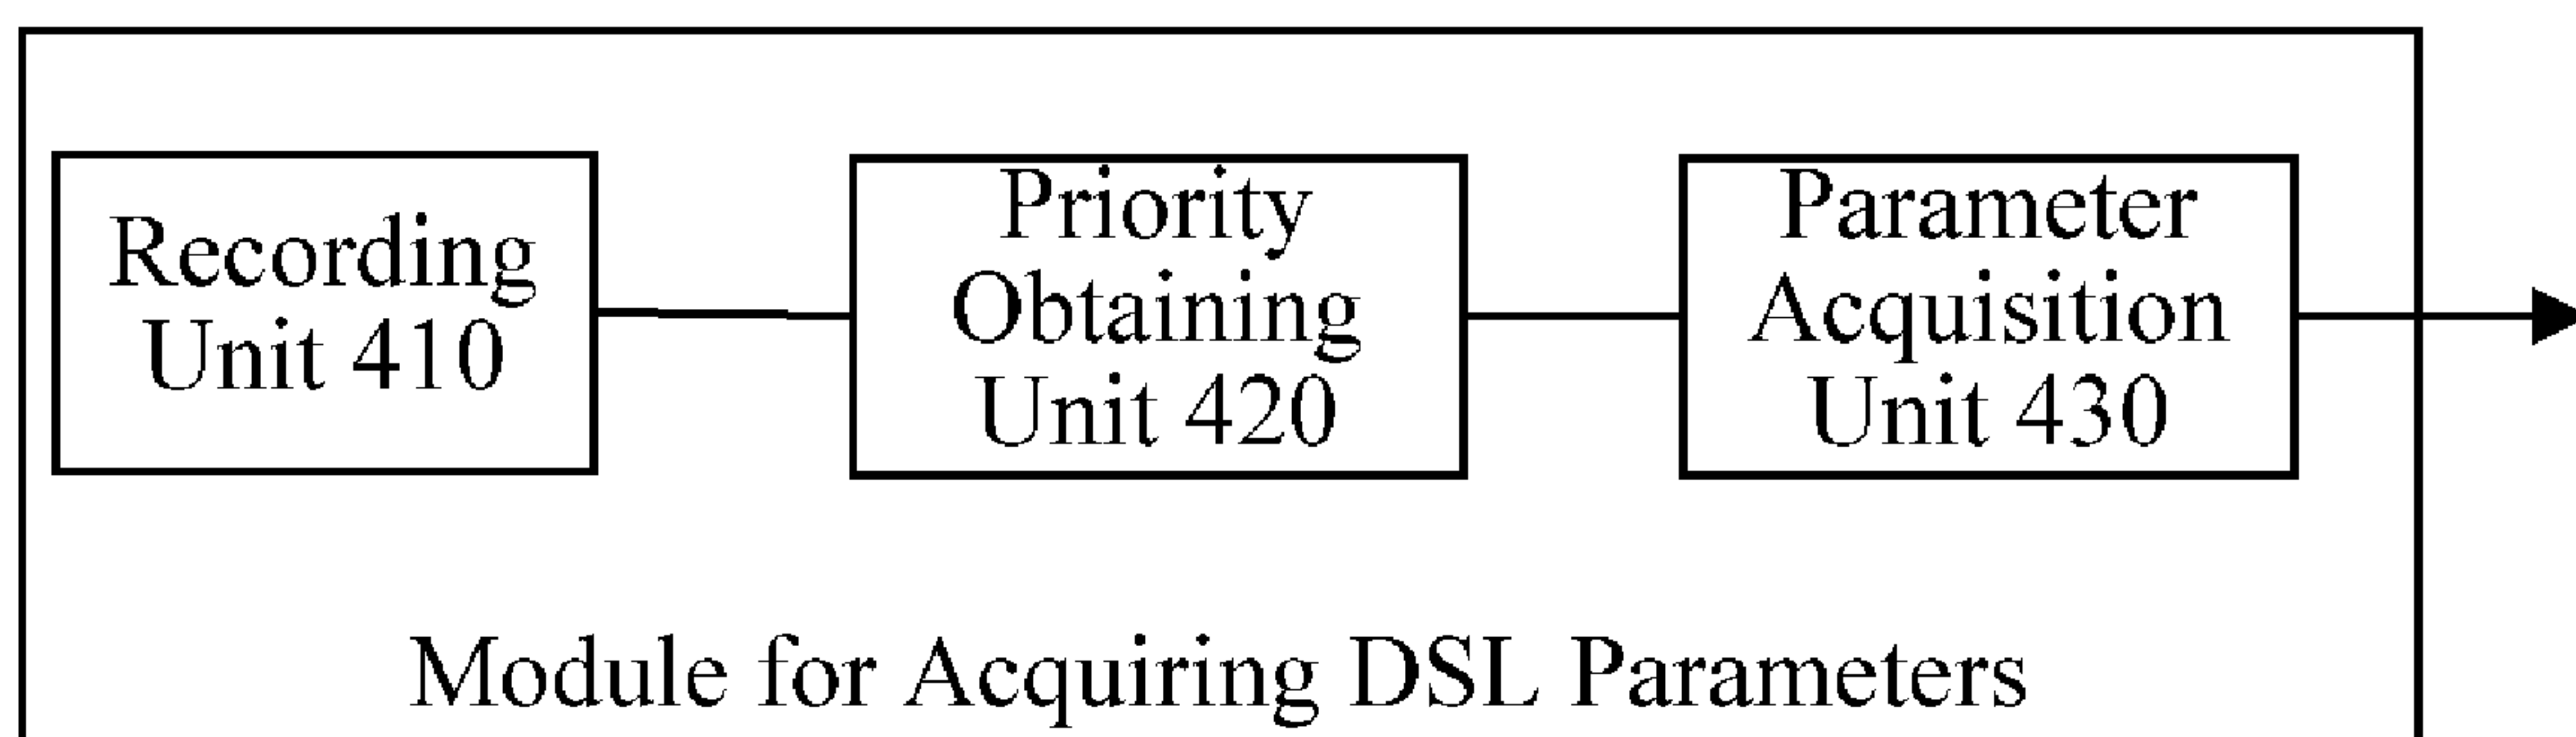 Recording
Unit 410
Priority
Obtaining
Unit 420
Parameter
Acquisition
Unit 430
Module for Acquiring DSL Parameters